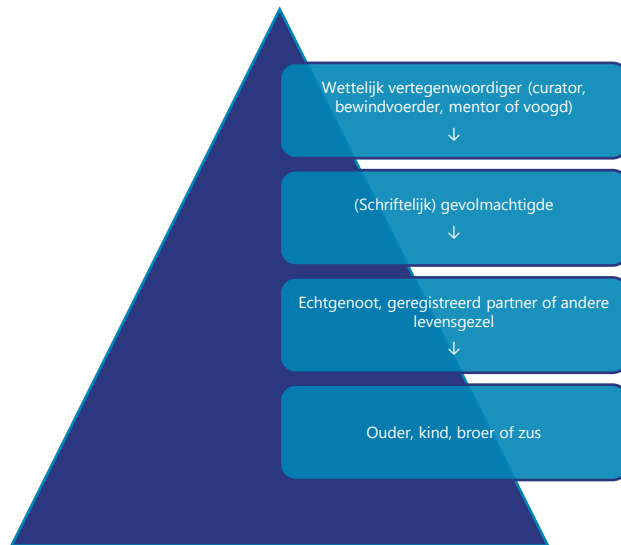 Wettelijk vertegenwoordiger (curator,
bewindvoerder, mentor of voogd)
↓
(Schriftelijk) gevolmachtigde
↓
Echtgenoot, geregistreerd partner of andere
levensgezel
↓
Ouder, kind, broer of zus